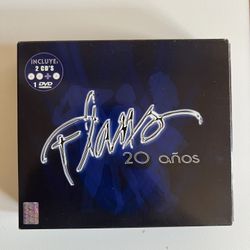 INCLUYE:
2 CD'S
1 DVD
Flans
20 años